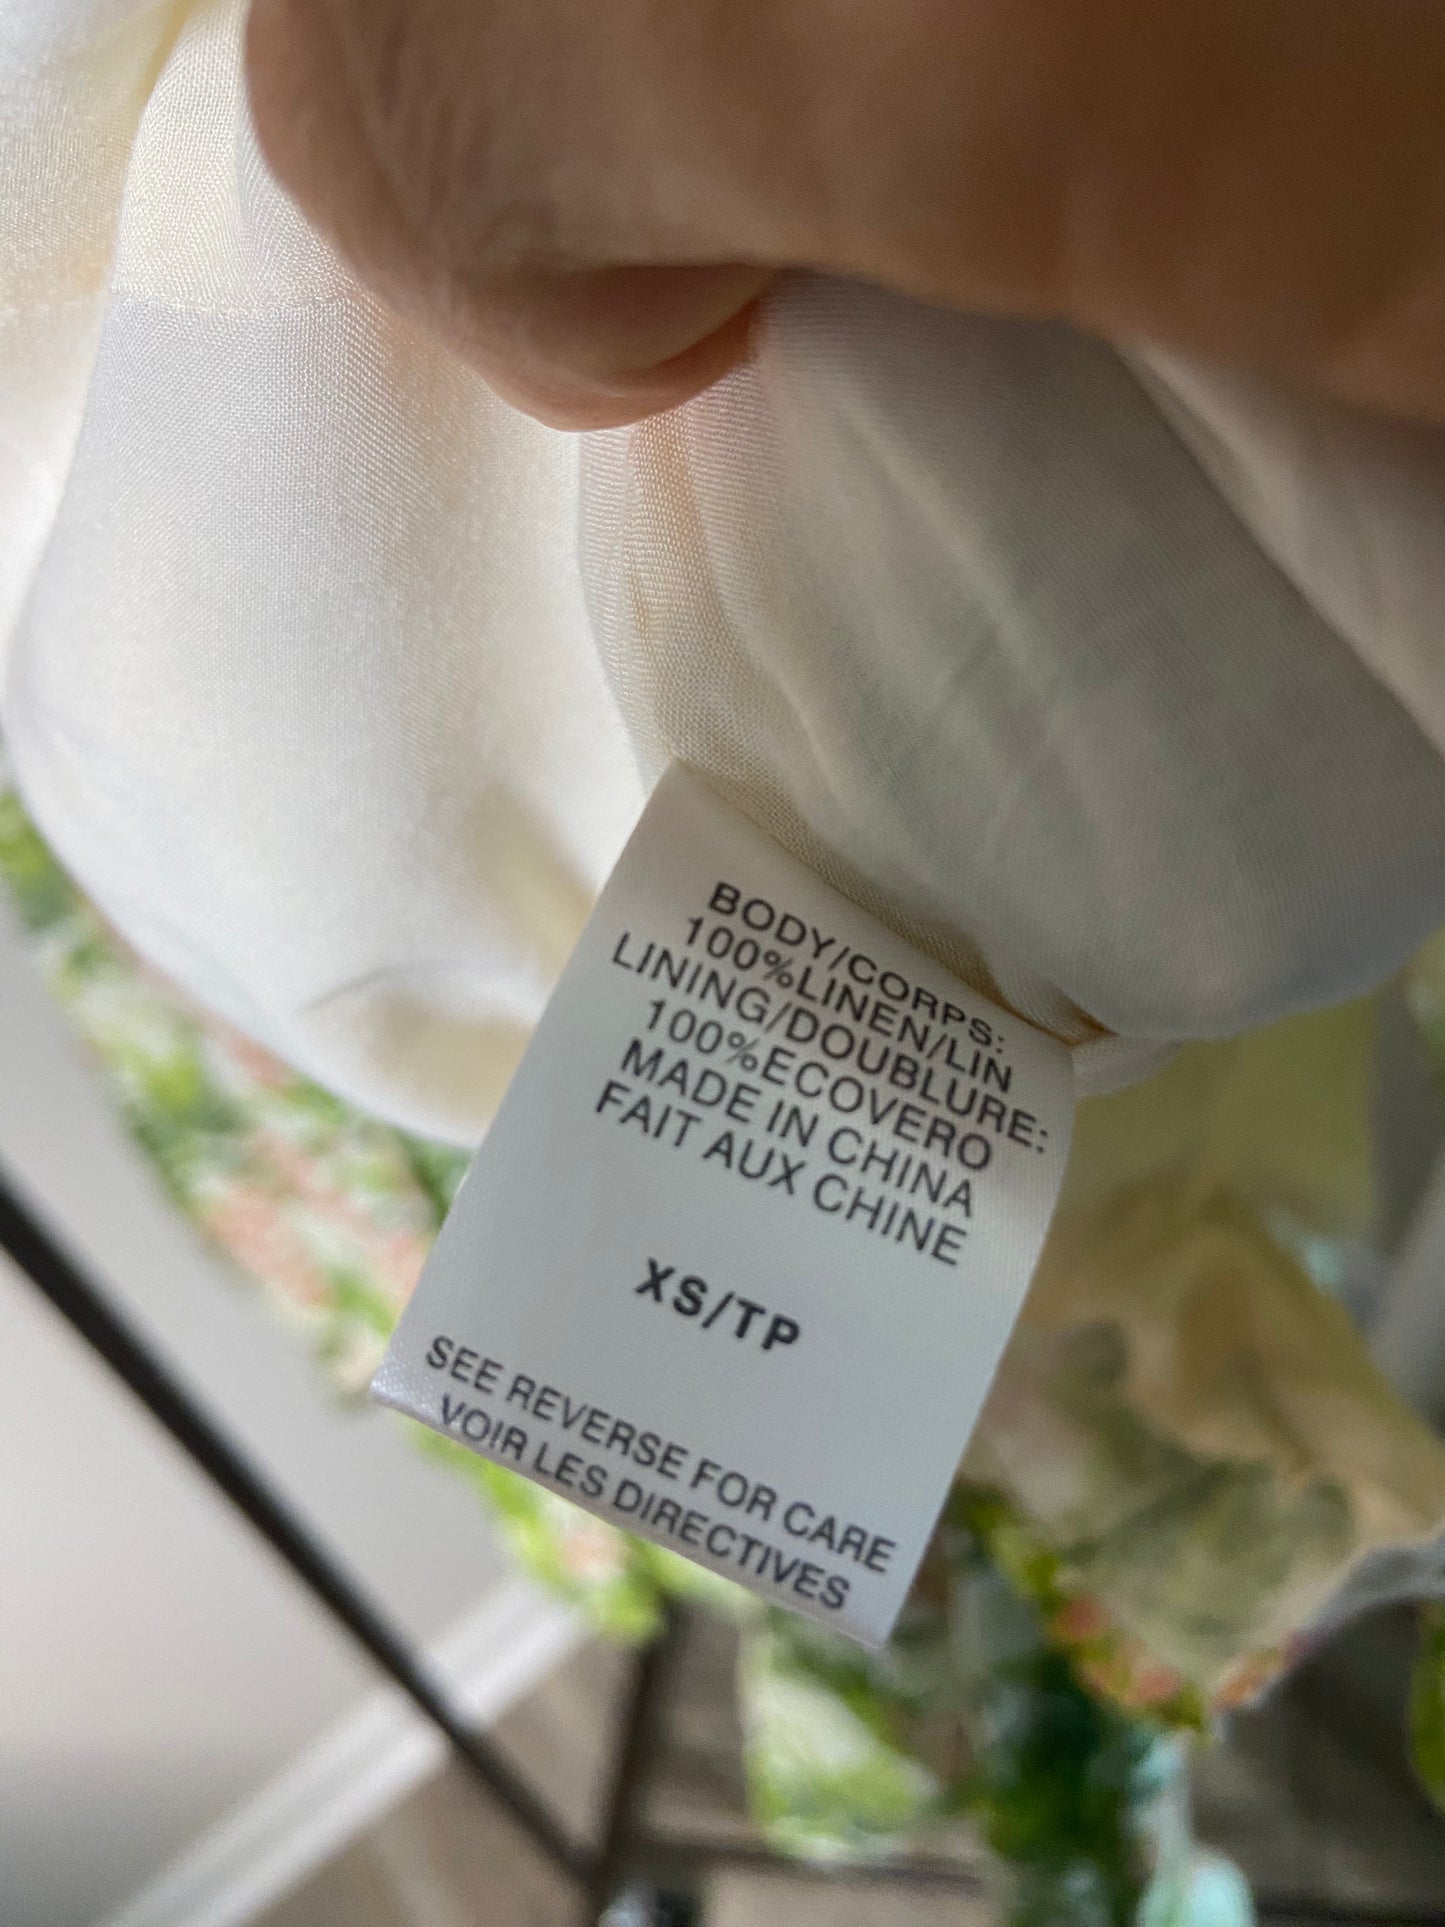 BODY/CORPS:
100%LINEN/LIN
LINING/DOUBLURE:
100%ECOVERO
MADE IN CHINA
FAIT AUX CHINE
XS/TP
SEE REVERSE FOR CARE
VOIR LES DIRECTIVES